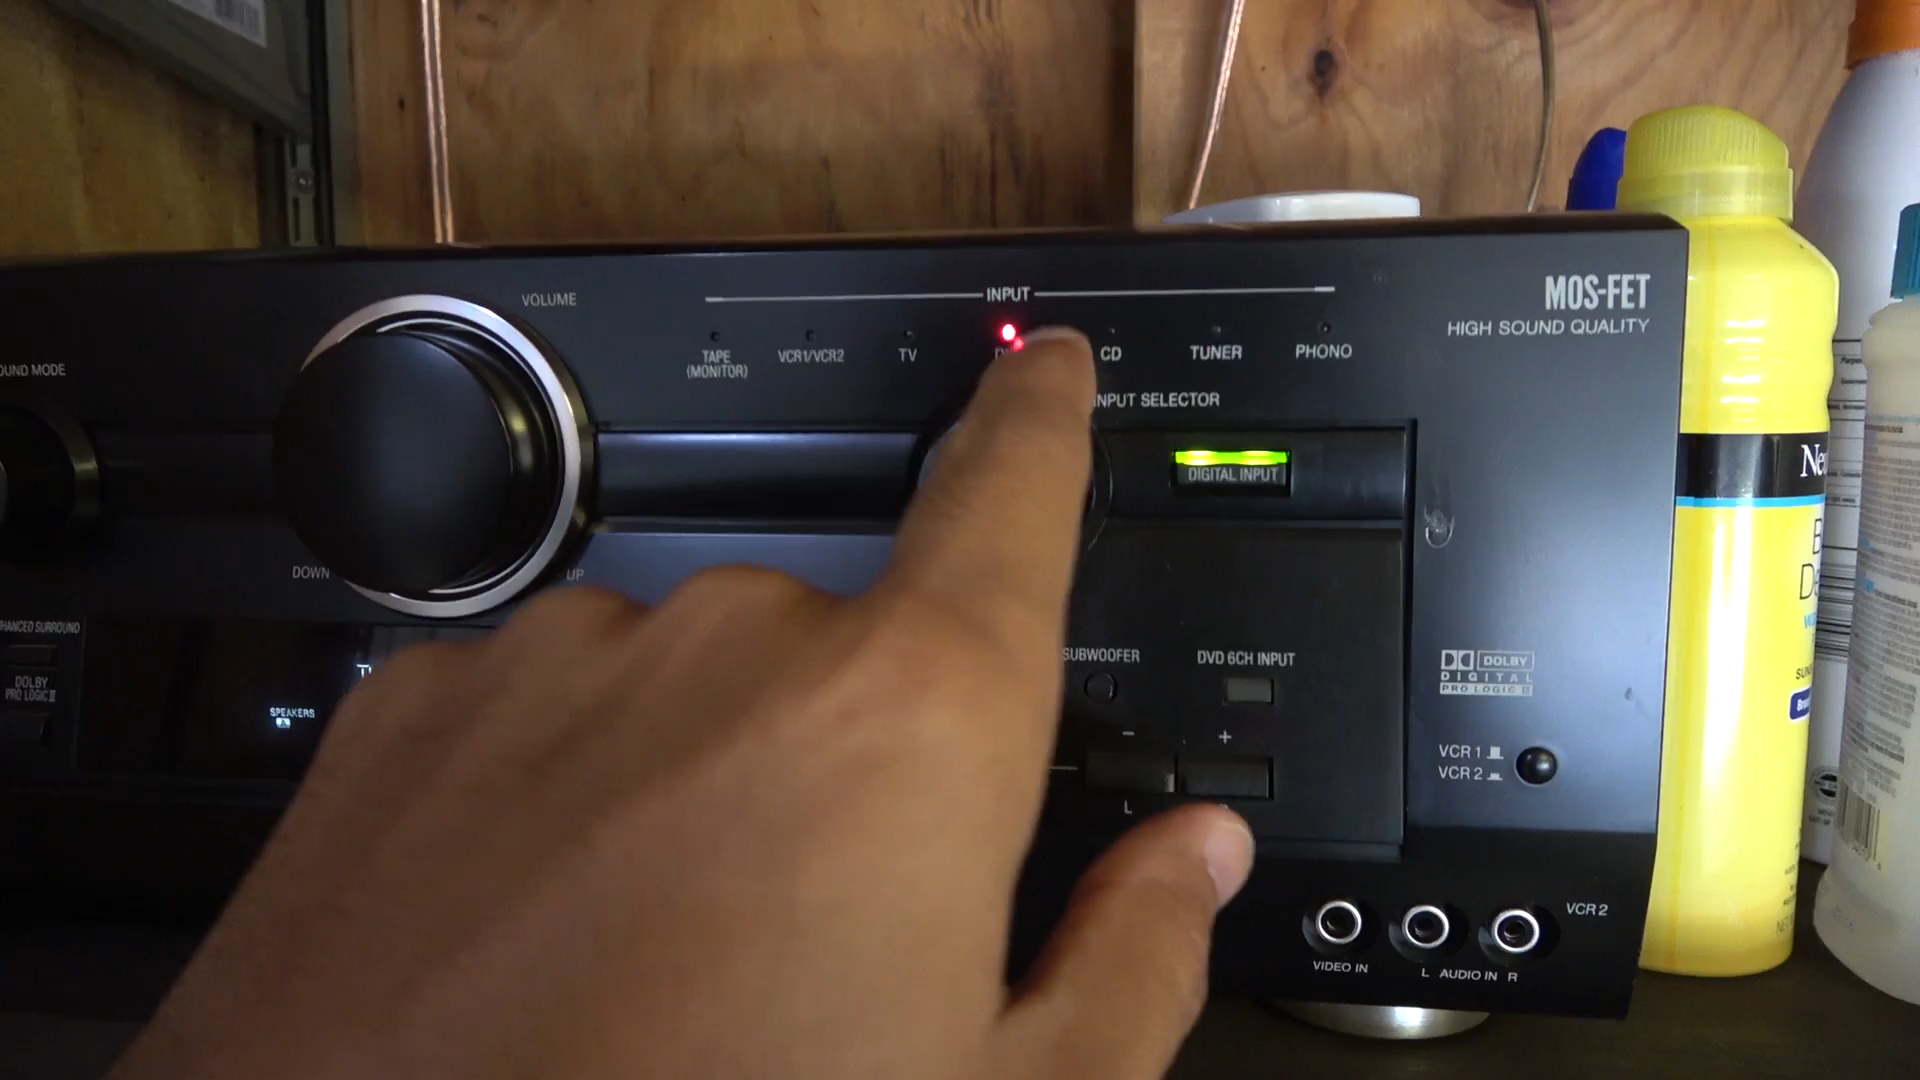 VOLUME
INPUT
MOS-FET
HIGH SOUND QUALITY
TAPE
(MONITOR)
VCR1/VCR2
TV
CD
TUNER
PHONO
OUND MODE
INPUT SELECTOR
DIGITAL INPUT
DOWN
UP
HANCED SURROUND
DOLBY
PRO LOGIC II
SPEAKERS
A
SUBWOOFER
DVD 6CH INPUT
- +
L
DOLBY
DIGITAL
PRO LOGIC II
VCR 1
VCR 2
VCR 2
VIDEO IN
L AUDIO IN R
Ne